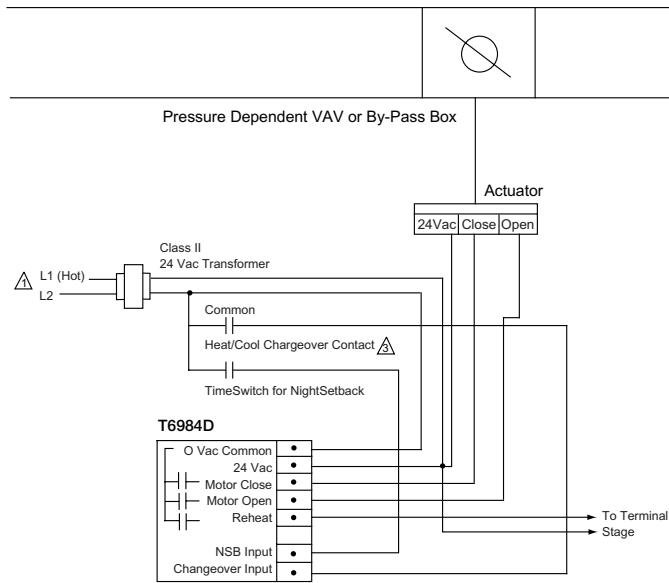 Pressure Dependent VAV or By-Pass Box
Actuator
24Vac Close Open
Class II
24 Vac Transformer
1 L1 (Hot)
L2
Common
Heat/Cool Chargeover Contact 3
TimeSwitch for NightSetback
T6984D
O Vac Common
24 Vac
Motor Close
Motor Open
Reheat
To Terminal
Stage
NSB Input
Changeover Input